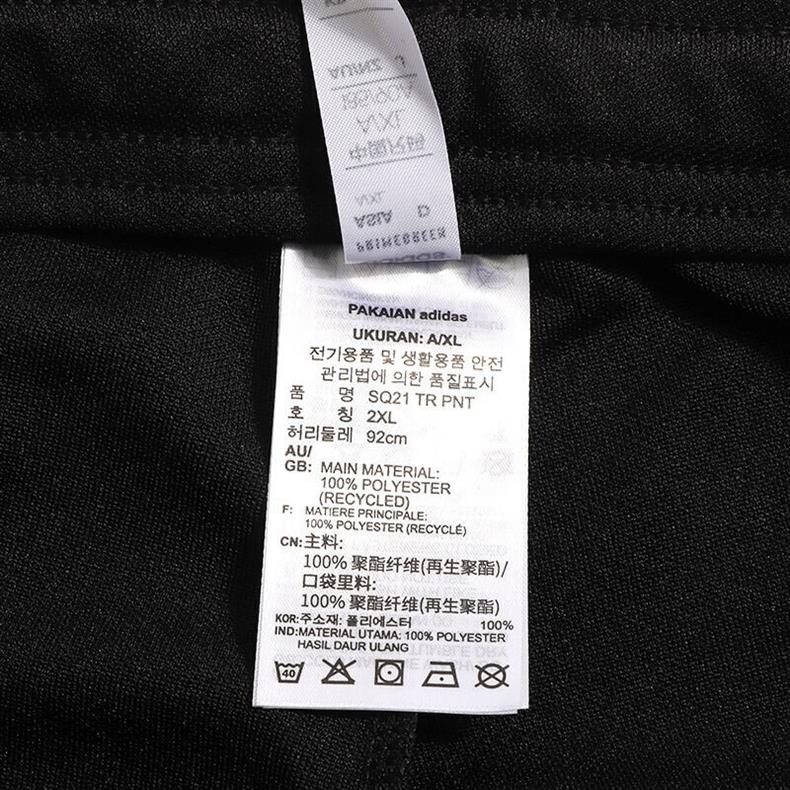 PAKAIAN adidas
UKURAN: A/XL
전기용품 및 생활용품 안전
관리법에 의한 품질표시
품 명 SQ21 TR PNT
호 칭 2XL
허리둘레 92cm
AU/
GB: MAIN MATERIAL:
100% POLYESTER
(RECYCLED)
F: MATIERE PRINCIPALE:
100% POLYESTER (RECYCLÉ)
CN: 主料:
100% 聚酯纤维(再生聚酯)/
口袋里料:
100% 聚酯纤维(再生聚酯)
KOR: 주소재: 폴리에스터 100%
IND: MATERIAL UTAMA: 100% POLYESTER
HASIL DAUR ULANG
40